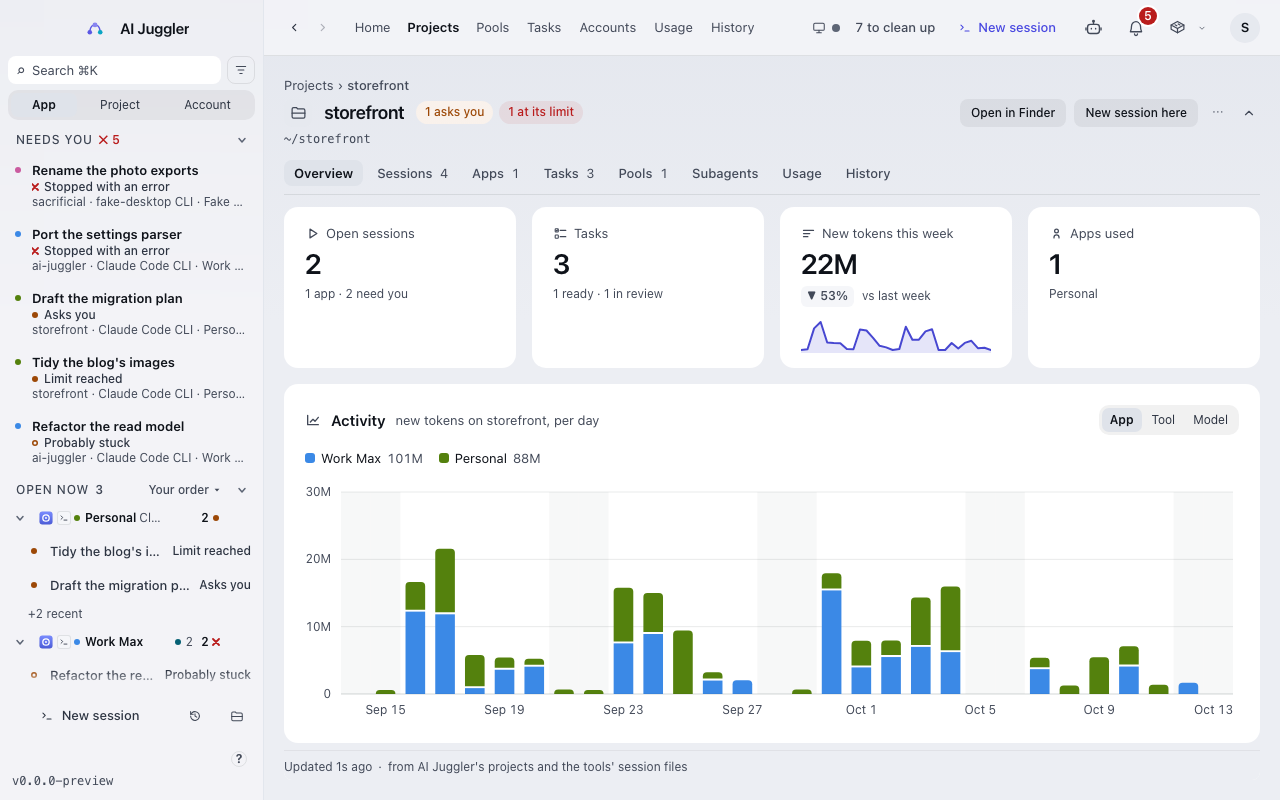 AI Juggler
Search ⌘K
App Project Account
NEEDS YOU 5
Rename the photo exports
Stopped with an error
sacrificial · fake-desktop CLI · Fake ...
Port the settings parser
Stopped with an error
ai-juggler · Claude Code CLI · Work ...
Draft the migration plan
Asks you
storefront · Claude Code CLI · Perso...
Tidy the blog's images
Limit reached
storefront · Claude Code CLI · Perso...
Refactor the read model
Probably stuck
ai-juggler · Claude Code CLI · Work ...
OPEN NOW 3 Your order
Personal Cl... 2
Tidy the blog's i... Limit reached
Draft the migration p... Asks you
+2 recent
Work Max 2 2
Refactor the re... Probably stuck
New session
?
v0.0.0-preview
Home Projects Pools Tasks Accounts Usage History
7 to clean up
New session
5
S
Projects › storefront
storefront 1 asks you 1 at its limit
Open in Finder New session here ...
~/storefront
Overview Sessions 4 Apps 1 Tasks 3 Pools 1 Subagents Usage History
Open sessions
2
1 app · 2 need you
Tasks
3
1 ready · 1 in review
New tokens this week
22M
▼ 53% vs last week
Apps used
1
Personal
Activity new tokens on storefront, per day
App Tool Model
Work Max 101M Personal 88M
30M
20M
10M
0
Sep 15 Sep 19 Sep 23 Sep 27 Oct 1 Oct 5 Oct 9 Oct 13
Updated 1s ago · from AI Juggler's projects and the tools' session files